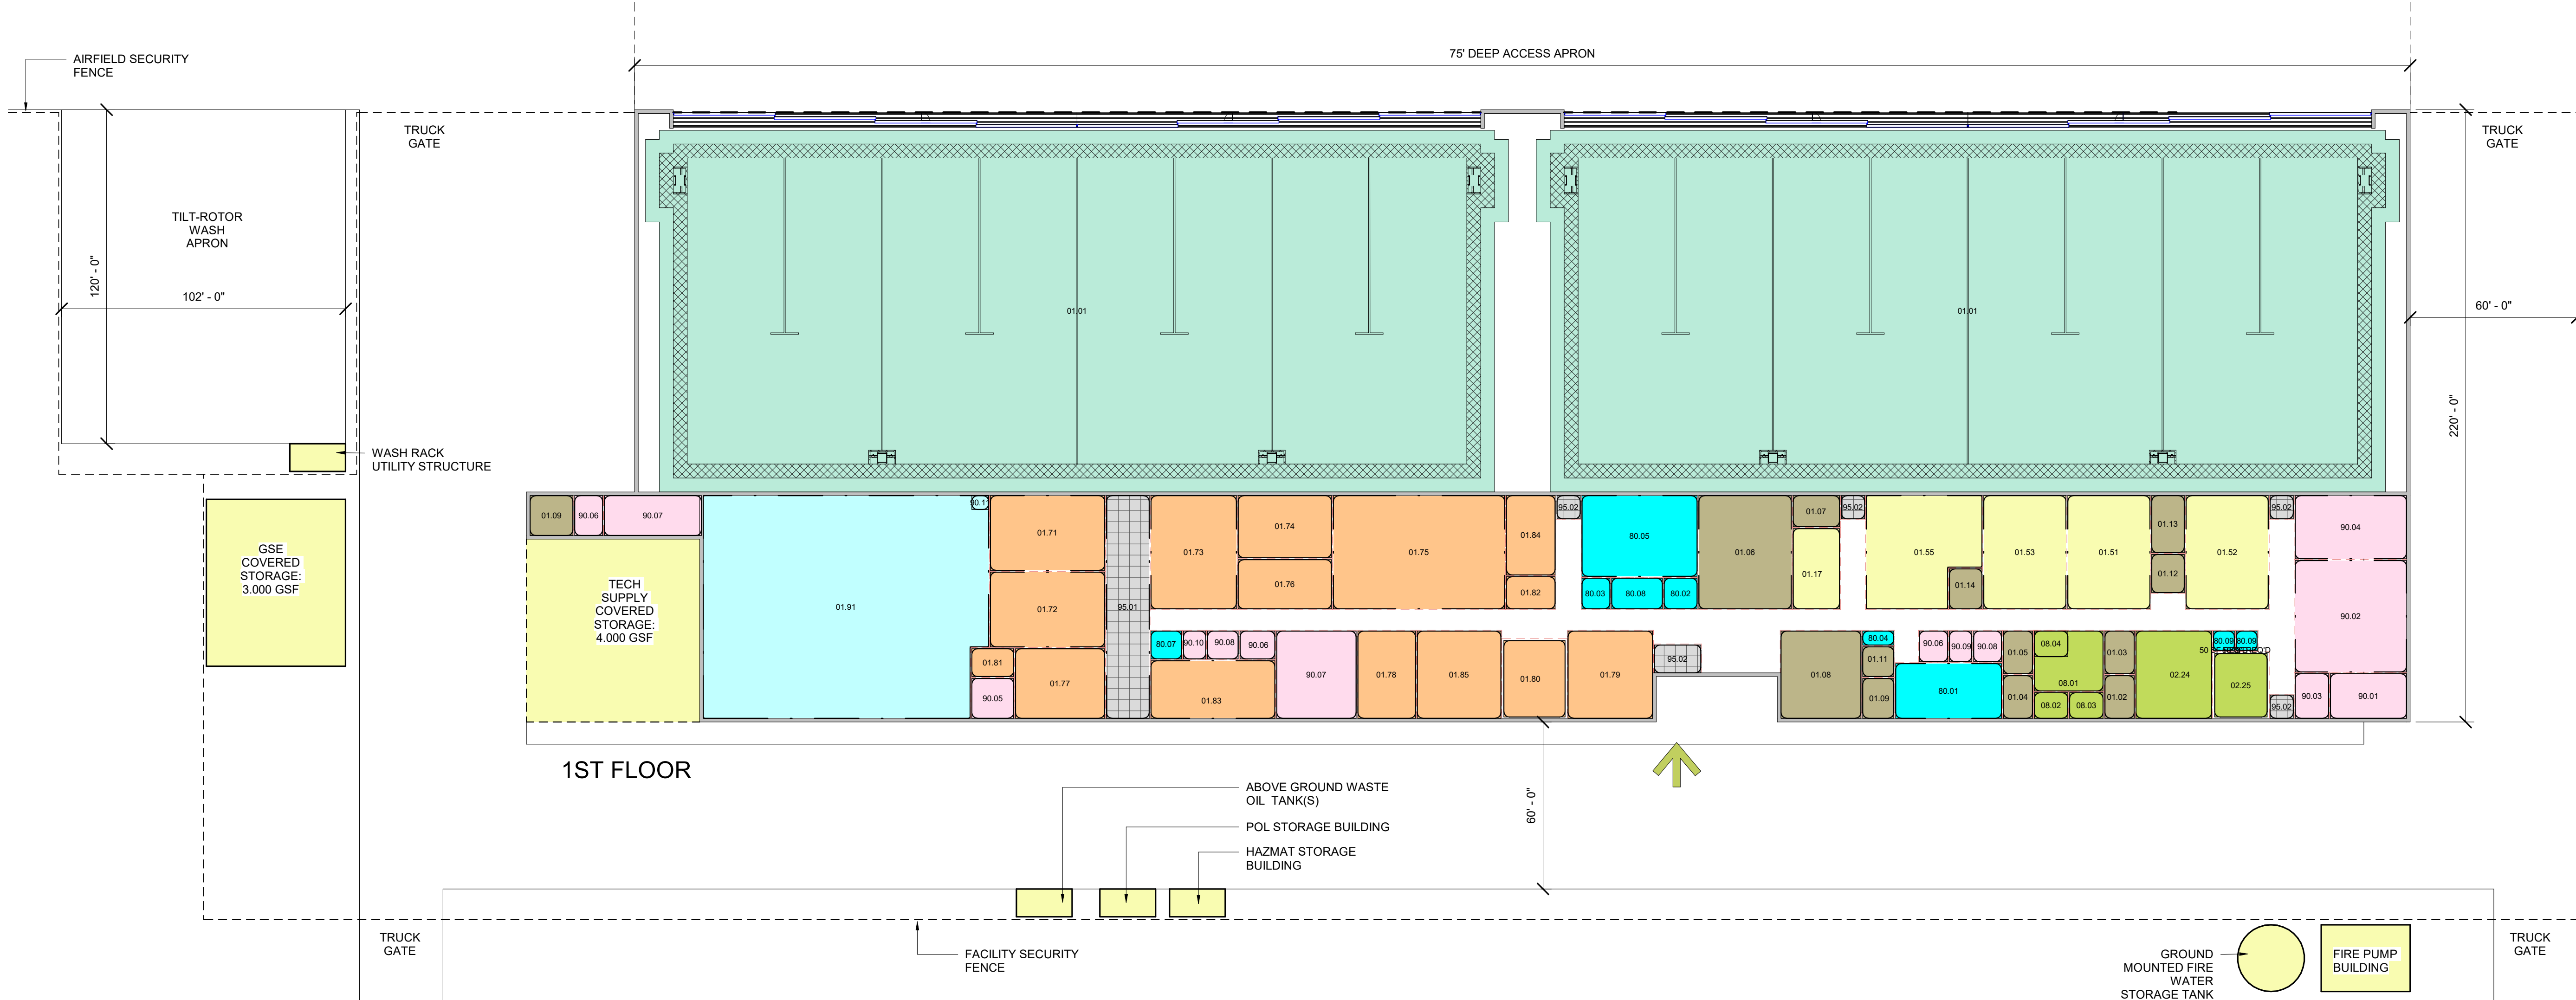 75' DEEP ACCESS APRON
AIRFIELD SECURITY
FENCE
TRUCK
GATE
TRUCK
GATE
TILT-ROTOR
WASH
APRON
120' - 0"
102' - 0"
01.01
01.01
60' - 0"
220' - 0"
WASH RACK
UTILITY STRUCTURE
GSE
COVERED
STORAGE:
3.000 GSF
TECH
SUPPLY
COVERED
STORAGE:
4.000 GSF
01.09
90.06
90.07
01.91
01.71
01.72
01.81
90.05
01.77
95.01
01.73
01.74
01.76
01.75
01.84
01.82
95.02
80.05
80.03
80.08
80.02
01.06
01.07
01.17
95.02
01.55
01.14
01.53
01.51
01.13
01.12
01.52
95.02
90.04
90.02
80.07
90.10
90.08
90.06
01.83
90.07
01.78
01.85
01.80
01.79
95.02
01.08
80.04
01.11
01.09
90.06
90.09
90.08
80.01
01.05
01.04
08.04
08.01
08.02
08.03
01.03
01.02
02.24
80.09
80.09
02.25
95.02
90.03
90.01
1ST FLOOR
60' - 0"
ABOVE GROUND WASTE
OIL TANK(S)
POL STORAGE BUILDING
HAZMAT STORAGE
BUILDING
TRUCK
GATE
FACILITY SECURITY
FENCE
GROUND
MOUNTED FIRE
WATER
STORAGE TANK
FIRE PUMP
BUILDING
TRUCK
GATE